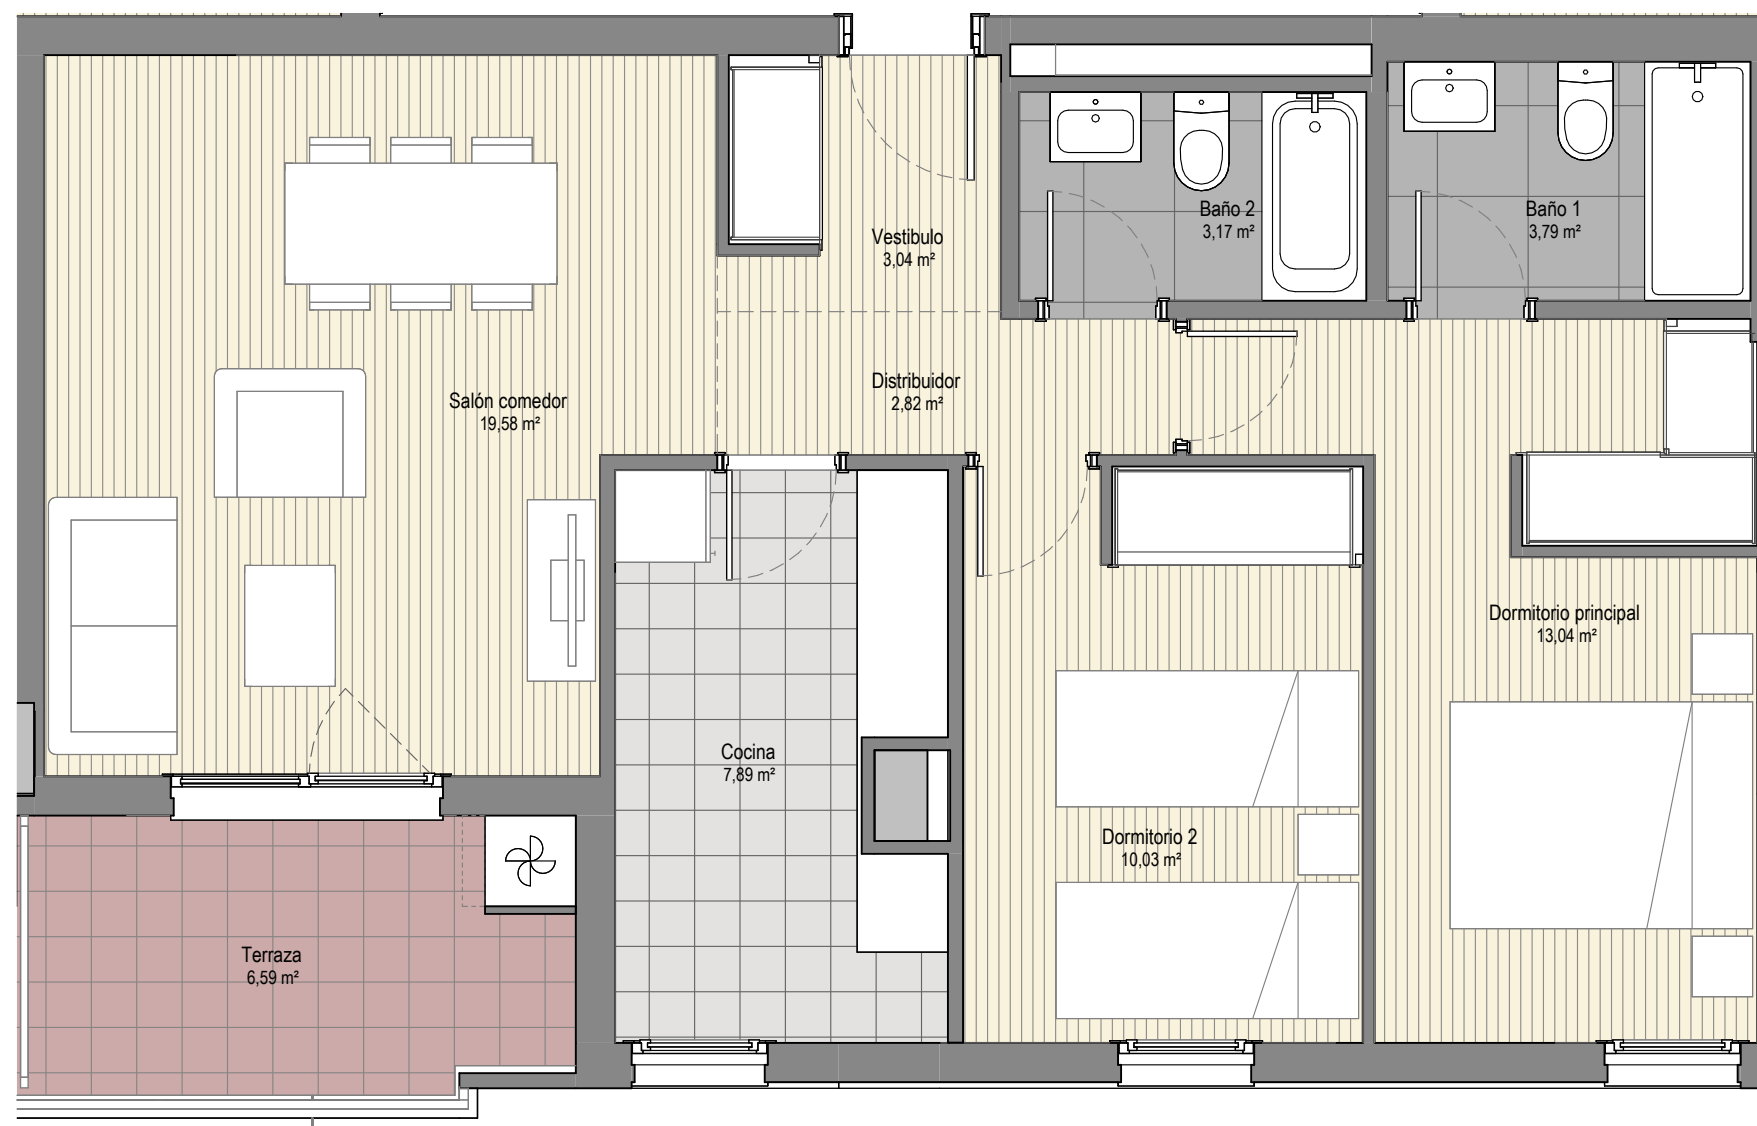 Baño 2
3,17 m²
Baño 1
3,79 m²
Vestibulo
3,04 m²
Distribuidor
2,82 m²
Salón comedor
19,58 m²
Dormitorio principal
13,04 m²
Cocina
7,89 m²
Dormitorio 2
10,03 m²
Terraza
6,59 m²